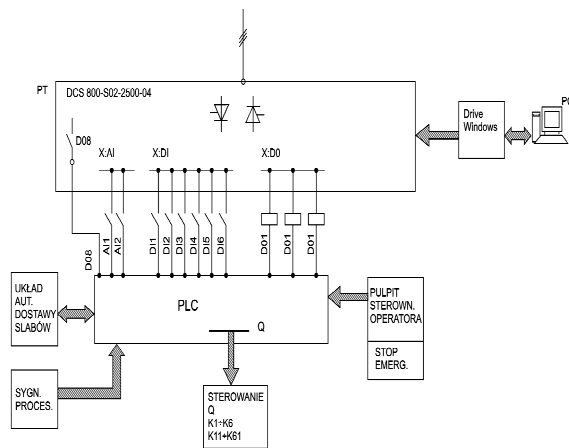 PT
DCS 800-S02-2500-04
D08
X:AI
X:DI
X:D0
Drive
Windows
PC
D08
AI1
AI2
DI1
DI2
DI3
DI4
DI5
DI6
D01
D01
D01
UKŁAD
AUT.
DOSTAWY
SLABÓW
PLC
Q
PULPIT
STEROWN.
OPERATORA
STOP
EMERG.
SYGN.
PROCES.
STEROWANIE
Q
K1÷K6
K11÷K61